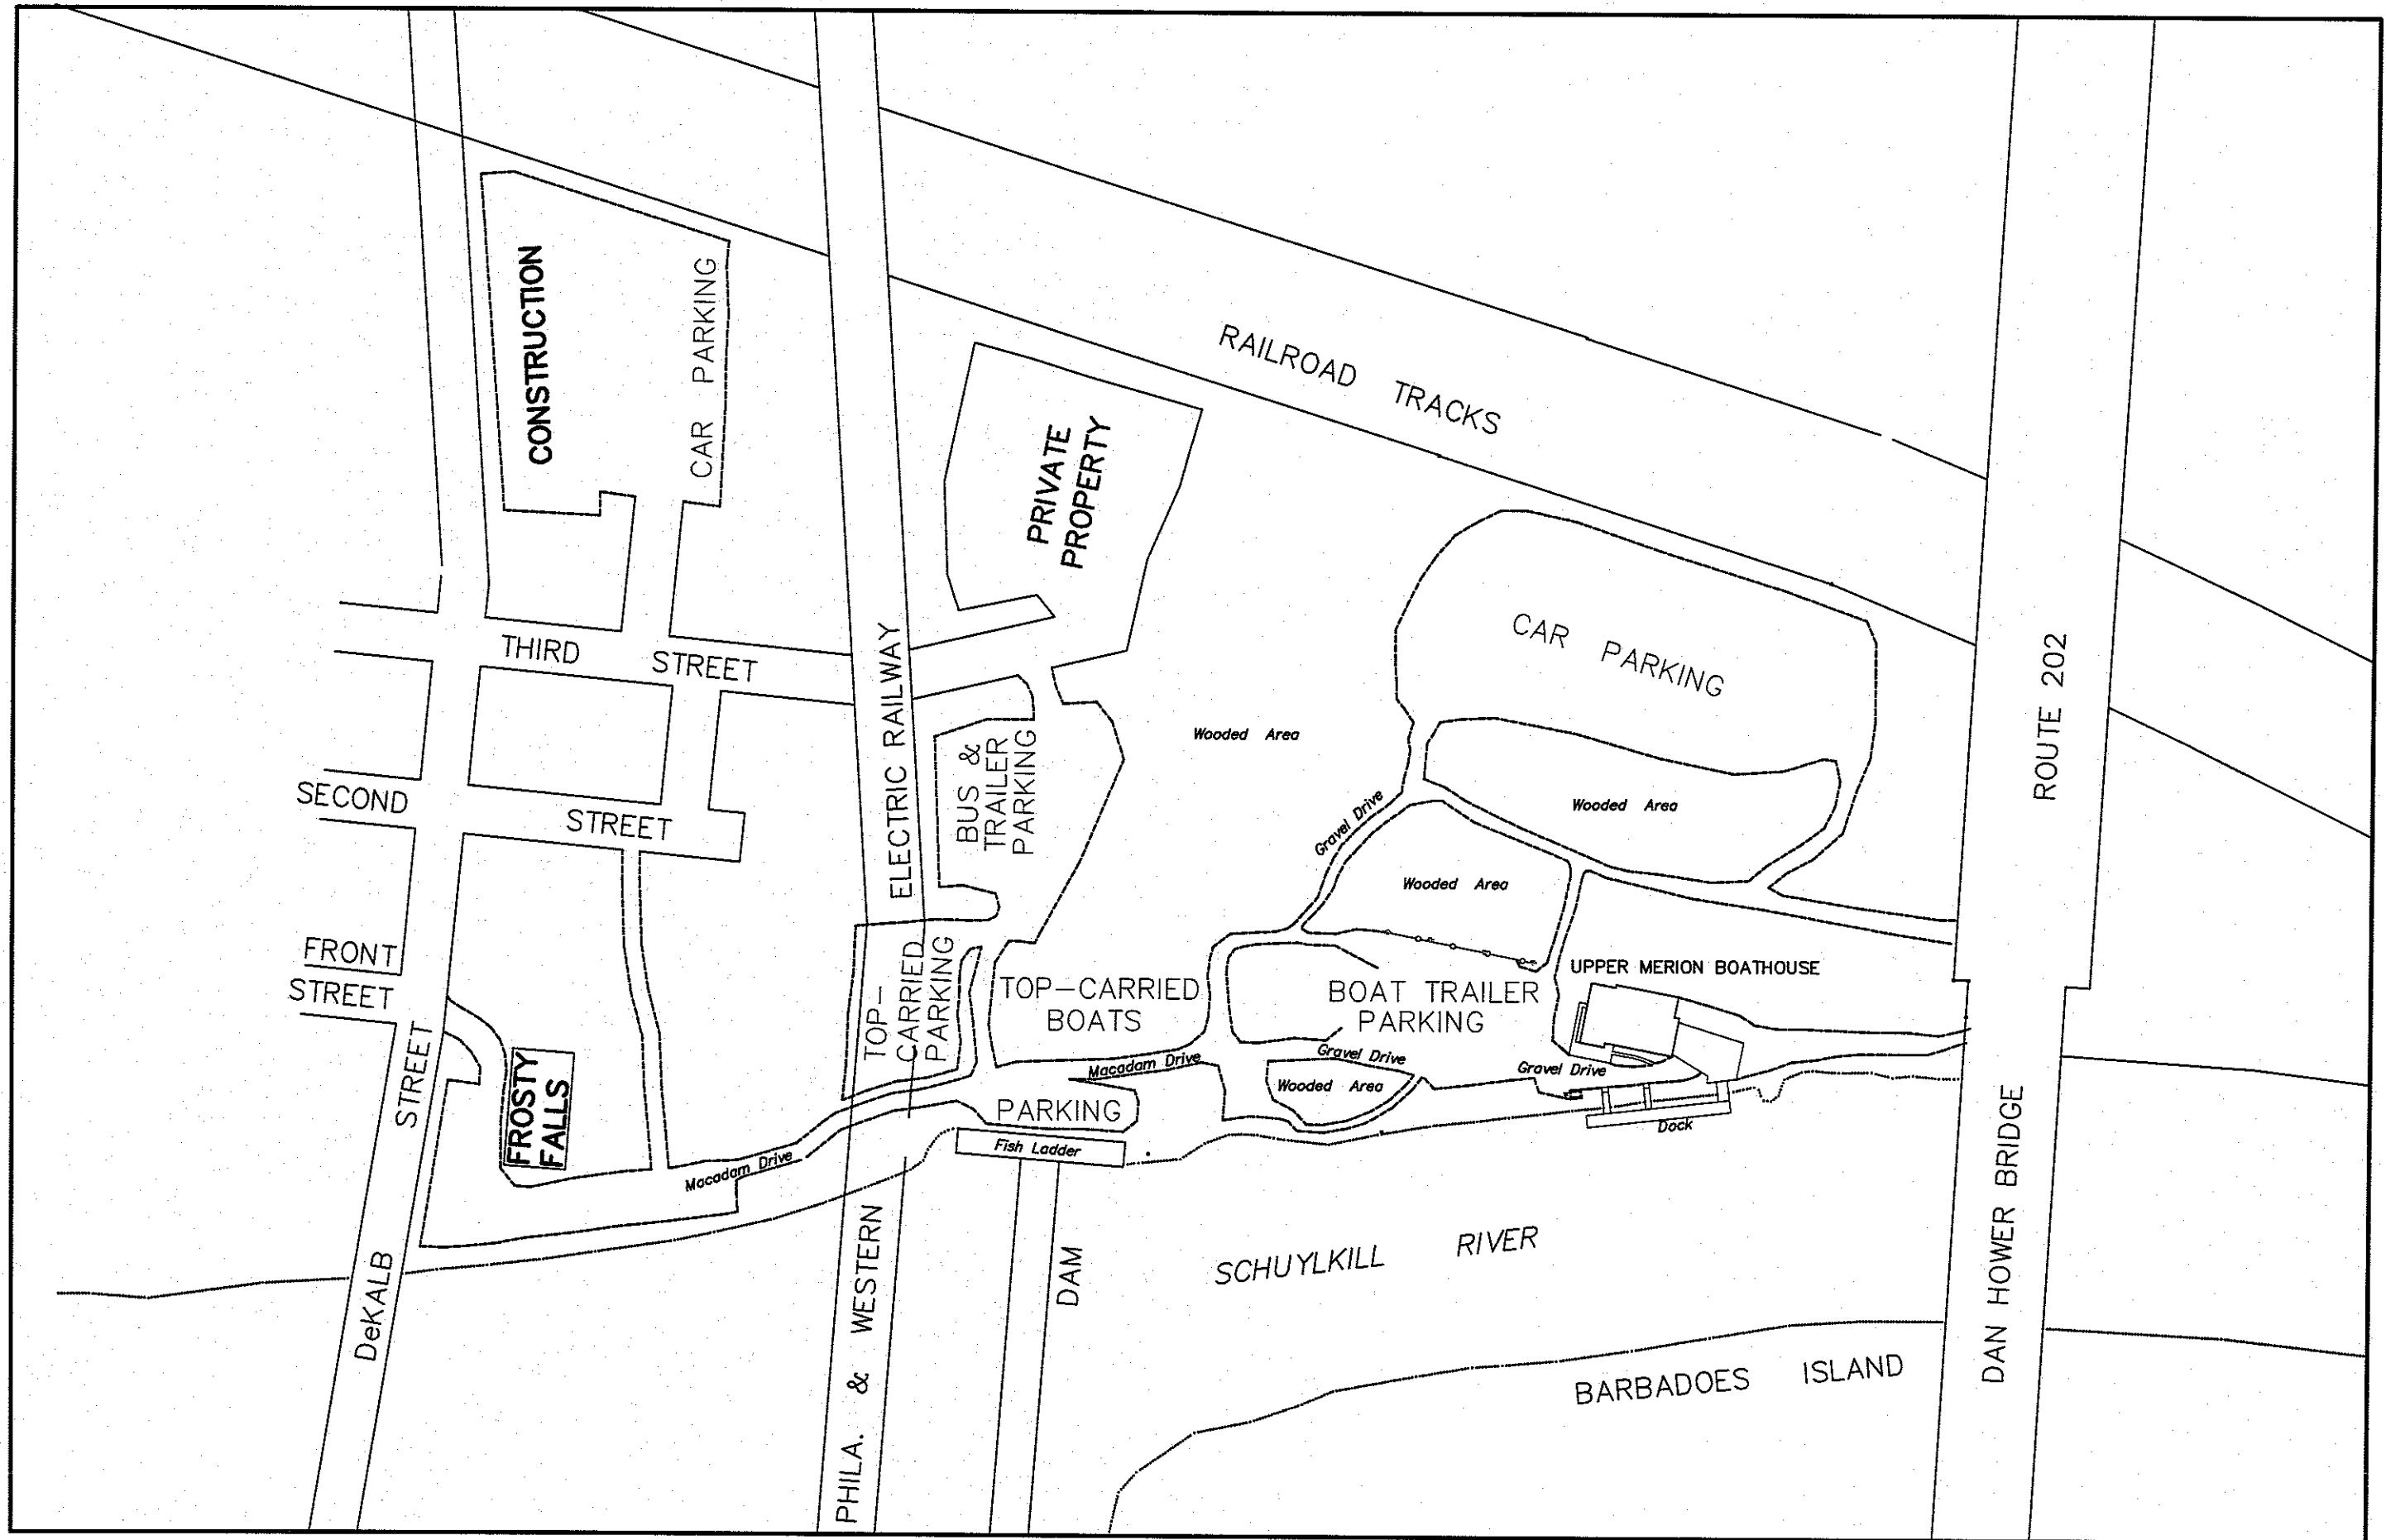 CONSTRUCTION
CAR PARKING
RAILROAD TRACKS
PRIVATE
PROPERTY
CAR PARKING
ROUTE 202
THIRD STREET
ELECTRIC RAILWAY
BUS &
TRAILER
PARKING
Wooded Area
Wooded Area
Gravel Drive
Wooded Area
SECOND
STREET
FRONT
STREET
TOP-
CARRIED
PARKING
TOP-CARRIED
BOATS
BOAT TRAILER
PARKING
UPPER MERION BOATHOUSE
STREET
FROSTY
FALLS
Macadam Drive
Gravel Drive
Gravel Drive
Wooded Area
PARKING
Dock
Fish Ladder
Macadam Drive
DeKALB
PHILA. & WESTERN
DAM
SCHUYLKILL RIVER
DAN HOWER BRIDGE
BARBADOES ISLAND